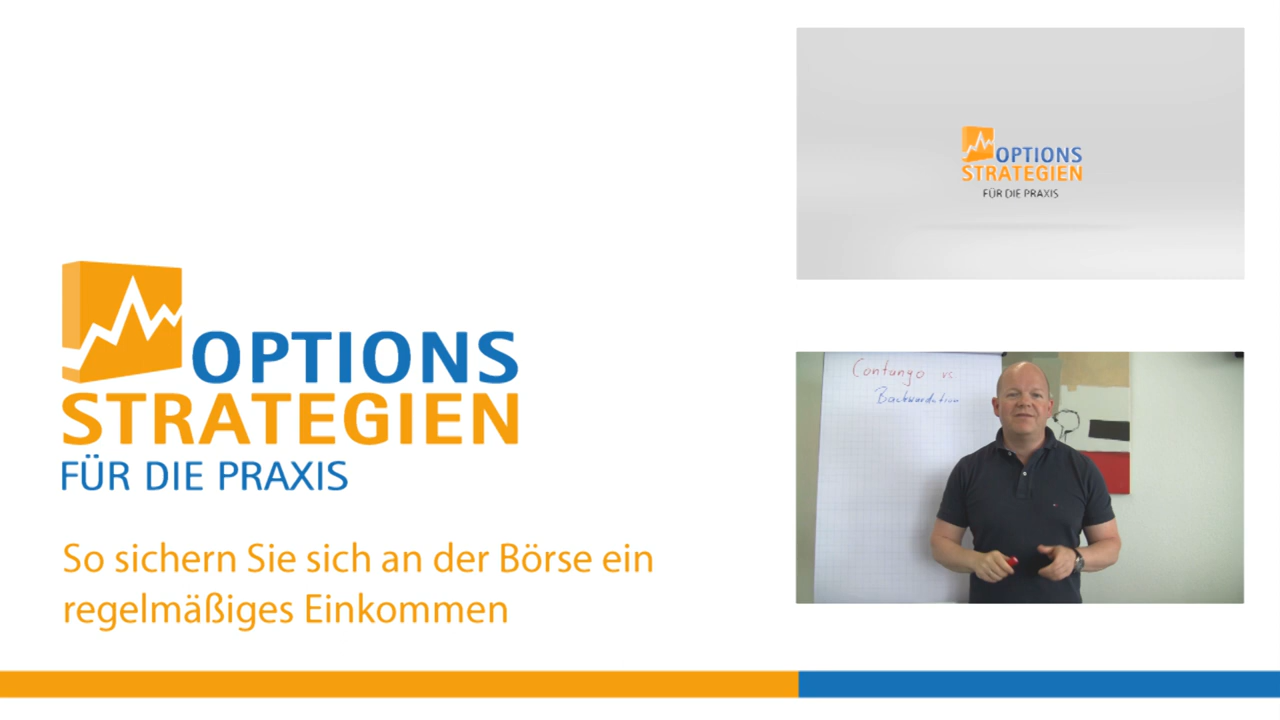 OPTIONS
STRATEGIEN
FÜR DIE PRAXIS
So sichern Sie sich an der Börse ein
regelmäßiges Einkommen
OPTIONS
STRATEGIEN
FÜR DIE PRAXIS
Contango vs
Backwardation